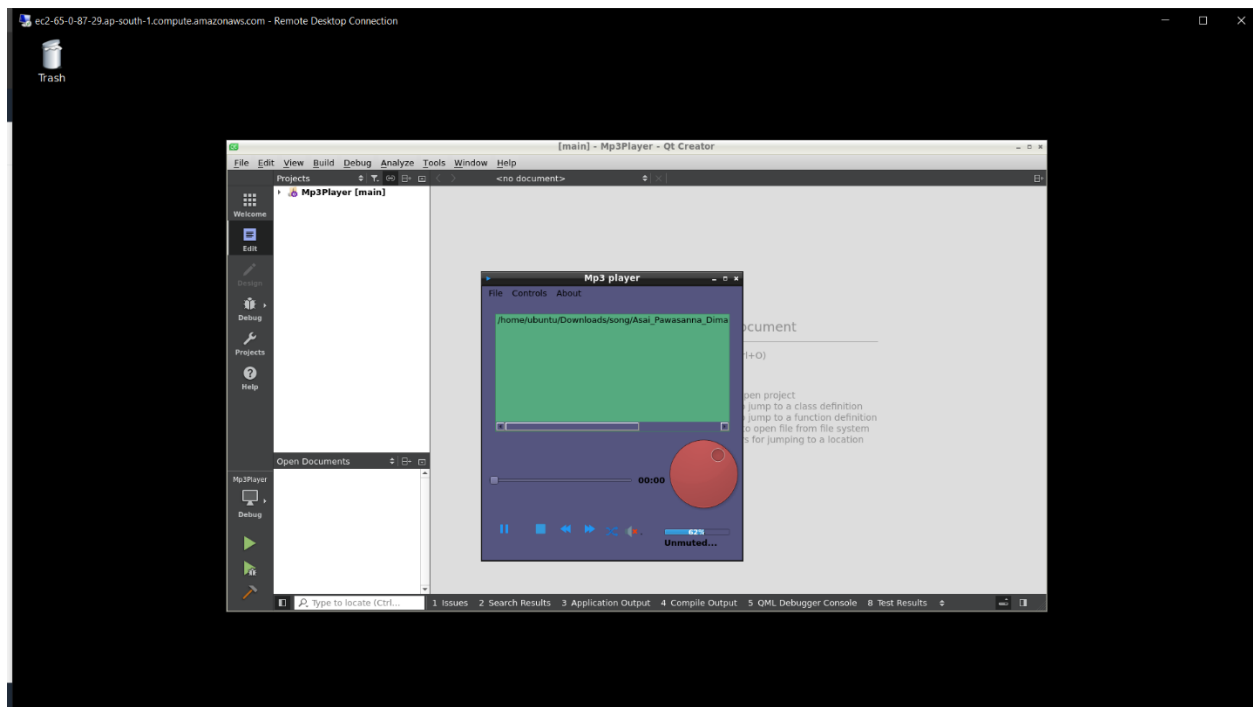 ec2-65-0-87-29.ap-south-1.compute.amazonaws.com - Remote Desktop Connection
Trash
[main] - Mp3Player - Qt Creator
File Edit View Build Debug Analyze Tools Window Help
Projects
<no document>
Mp3Player [main]
Welcome
Edit
Design
Debug
Projects
Help
Mp3 player
File Controls About
/home/ubuntu/Downloads/song/Asai_Pawasanna_Dima
00:00
62%
Unmuted...
ocument
l+O)
pen project
jump to a class definition
jump to a function definition
to open file from file system
s for jumping to a location
Open Documents
Mp3Player
Debug
Type to locate (Ctrl...
1 Issues 2 Search Results 3 Application Output 4 Compile Output 5 QML Debugger Console 8 Test Results